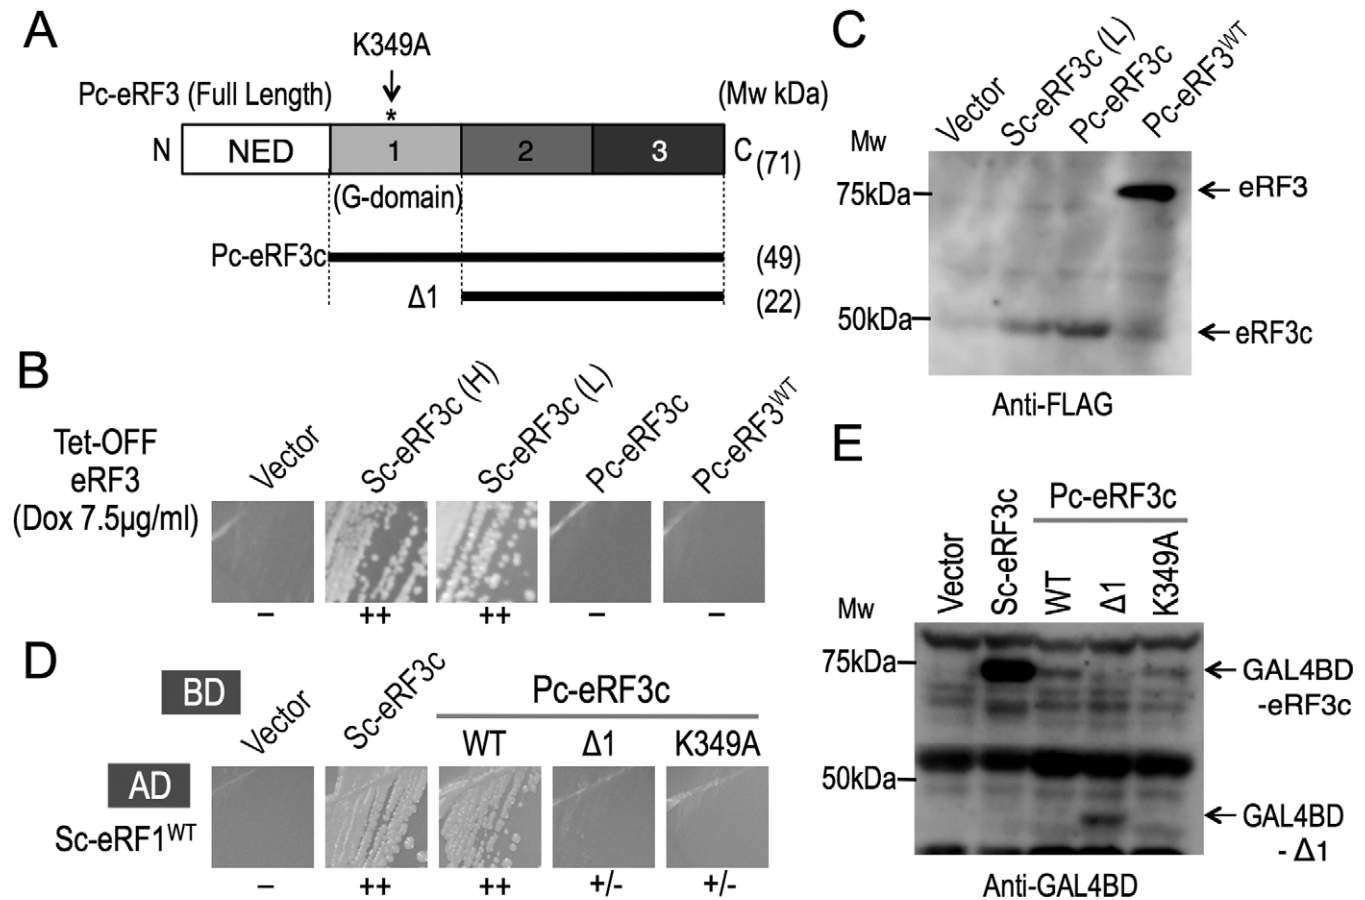 A
K349A
Pc-eRF3 (Full Length)
(Mw kDa)
*
N NED 1 2 3 C (71)
(G-domain)
Pc-eRF3c (49)
Δ1 (22)
B
Tet-OFF
eRF3
(Dox 7.5μg/ml)
Vector Sc-eRF3c (H) Sc-eRF3c (L) Pc-eRF3c Pc-eRF3WT
– ++ ++ – –
C
Vector Sc-eRF3c (L) Pc-eRF3c Pc-eRF3WT
Mw
75kDa eRF3
50kDa eRF3c
Anti-FLAG
D
BD
Vector Sc-eRF3c Pc-eRF3c
WT Δ1 K349A
AD
Sc-eRF1WT
– ++ ++ +/- +/-
E
Pc-eRF3c
Vector Sc-eRF3c WT Δ1 K349A
Mw
75kDa GAL4BD
-eRF3c
50kDa
GAL4BD
- Δ1
Anti-GAL4BD